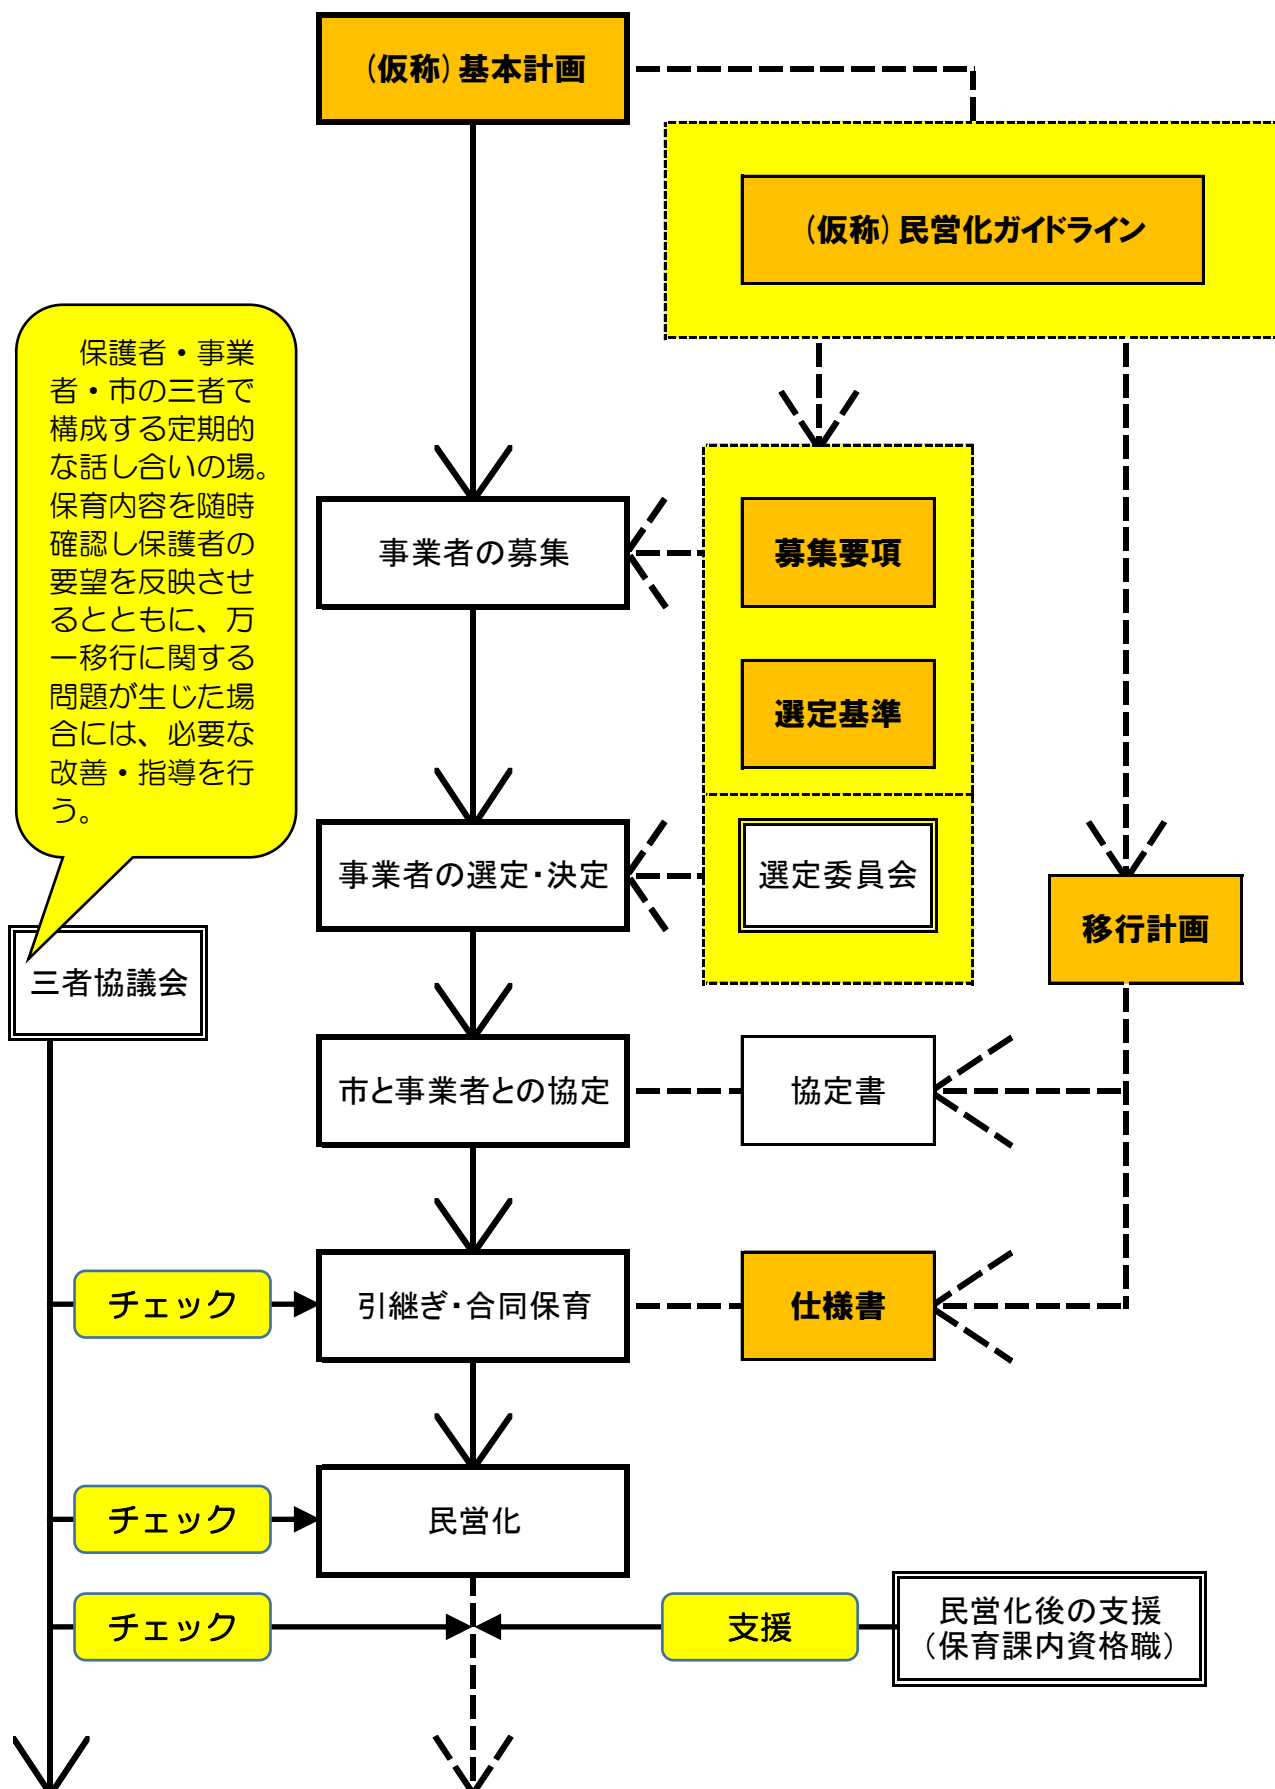 (仮称)基本計画
(仮称)民営化ガイドライン
保護者・事業
者・市の三者で
構成する定期的
な話し合いの場。
保育内容を随時
確認し保護者の
要望を反映させ
るとともに、万
一移行に関する
問題が生じた場
合には、必要な
改善・指導を行
う。
事業者の募集
募集要項
選定基準
事業者の選定・決定
選定委員会
移行計画
三者協議会
市と事業者との協定
協定書
チェック
引継ぎ・合同保育
仕様書
チェック
民営化
チェック
支援
民営化後の支援
(保育課内資格職)